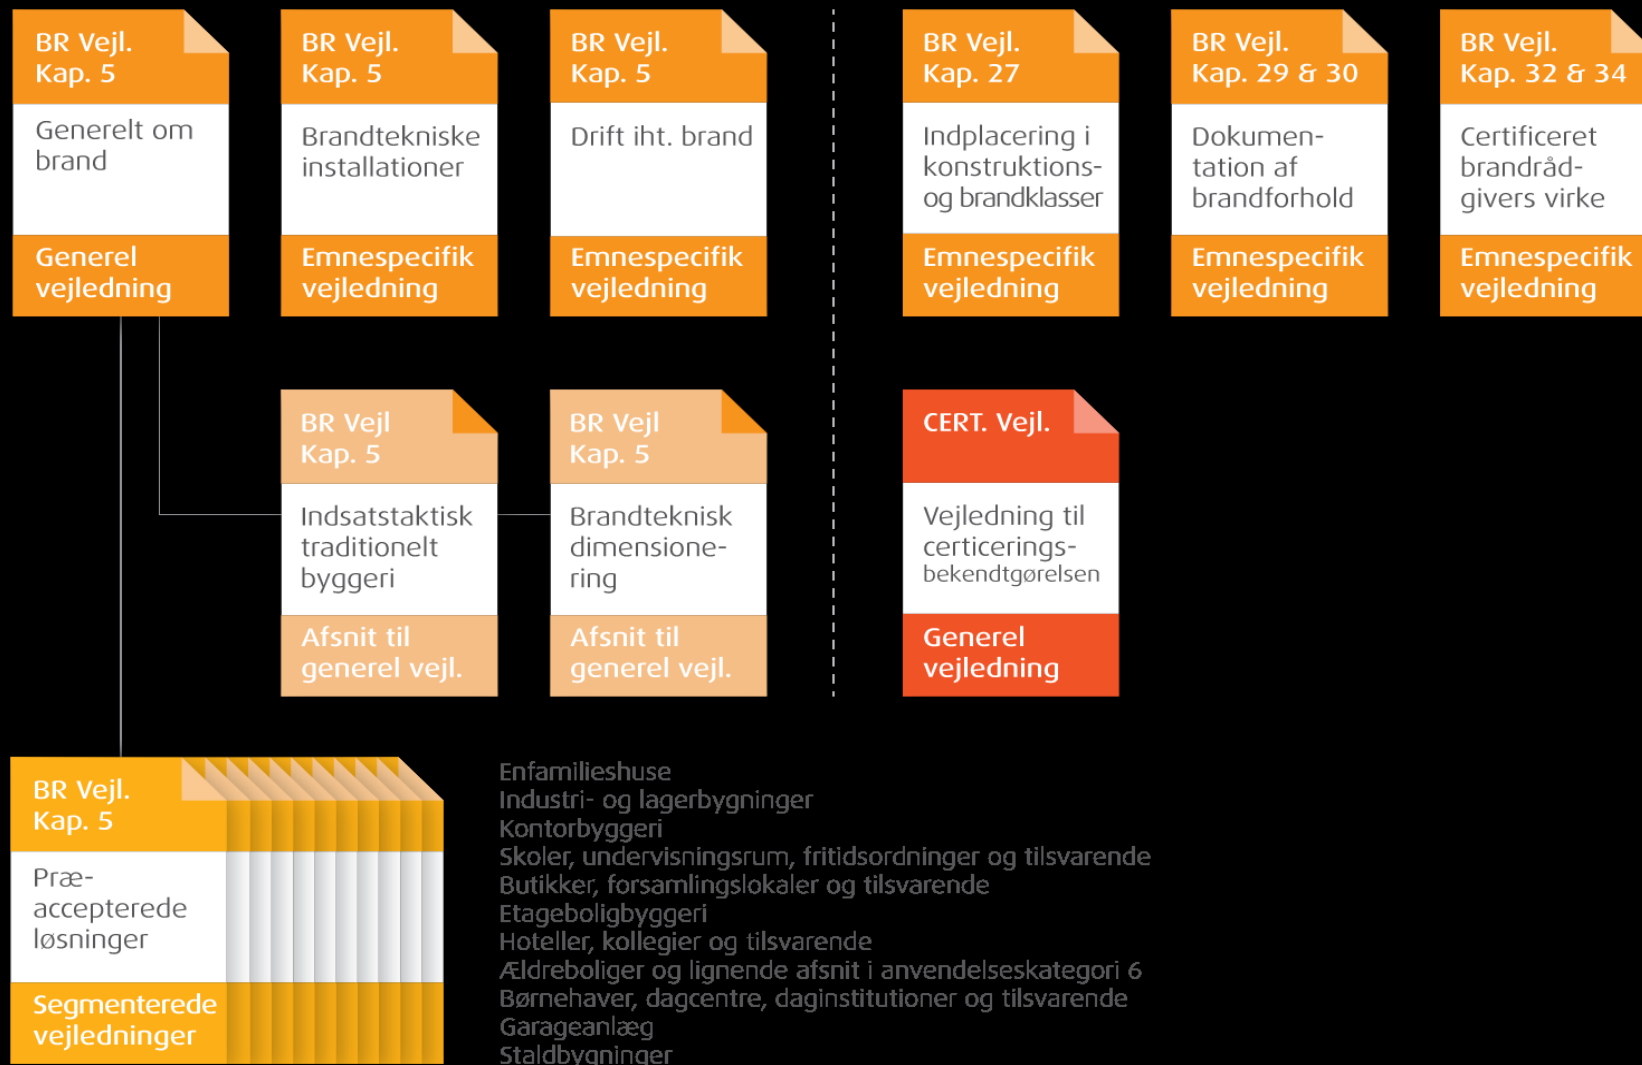 BR Vejl.
Kap. 5
Generelt om
brand
Generel
vejledning
BR Vejl.
Kap. 5
Brandtekniske
installationer
Emnespecifik
vejledning
BR Vejl.
Kap. 5
Drift iht. brand
Emnespecifik
vejledning
BR Vejl.
Kap. 27
Indplacering i
konstruktions-
og brandklasser
Emnespecifik
vejledning
BR Vejl.
Kap. 29 & 30
Dokumen-
tation af
brandforhold
Emnespecifik
vejledning
BR Vejl.
Kap. 32 & 34
Certificeret
brandråd-
givers virke
Emnespecifik
vejledning
BR Vejl
Kap. 5
Indsatstaktisk
traditionelt
byggeri
Afsnit til
generel vejl.
BR Vejl
Kap. 5
Brandteknisk
dimensione-
ring
Afsnit til
generel vejl.
CERT. Vejl.
Vejledning til
certicerings-
bekendtgørelsen
Generel
vejledning
BR Vejl.
Kap. 5
Præ-
accepterede
løsninger
Segmenterede
vejledninger
Enfamilieshuse
Industri- og lagerbygninger
Kontorbyggeri
Skoler, undervisningsrum, fritidsordninger og tilsvarende
Butikker, forsamlingslokaler og tilsvarende
Etageboligbyggeri
Hoteller, kollegier og tilsvarende
Ældreboliger og lignende afsnit i anvendelseskategori 6
Børnehaver, dagcentre, daginstitutioner og tilsvarende
Garageanlæg
Staldbygninger